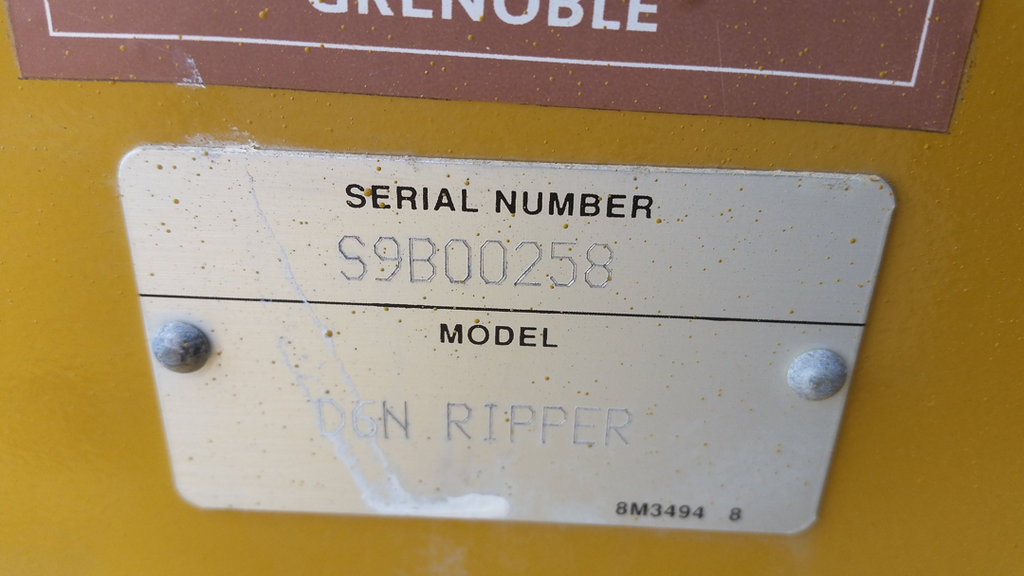 GRENOBLE
SERIAL NUMBER
S9B00258
MODEL
D6N RIPPER
8M3494 8